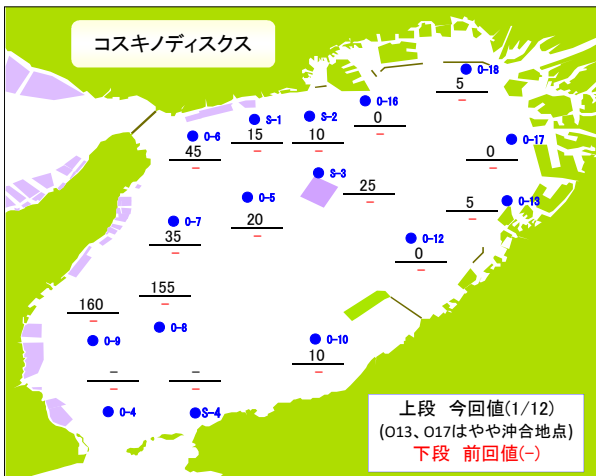 コスキノディスクス
O-18
5
−
O-16
0
−
S-1
15
−
S-2
10
−
O-6
45
−
O-17
0
−
S-3
25
−
O-5
20
−
O-13
5
−
O-7
35
−
O-12
0
−
155
−
O-8
160
−
O-9
O-10
10
−
−
−
O-4
−
−
S-4
上段 今回値(1/12)
(O13、O17はやや沖合地点)
下段 前回値(−)